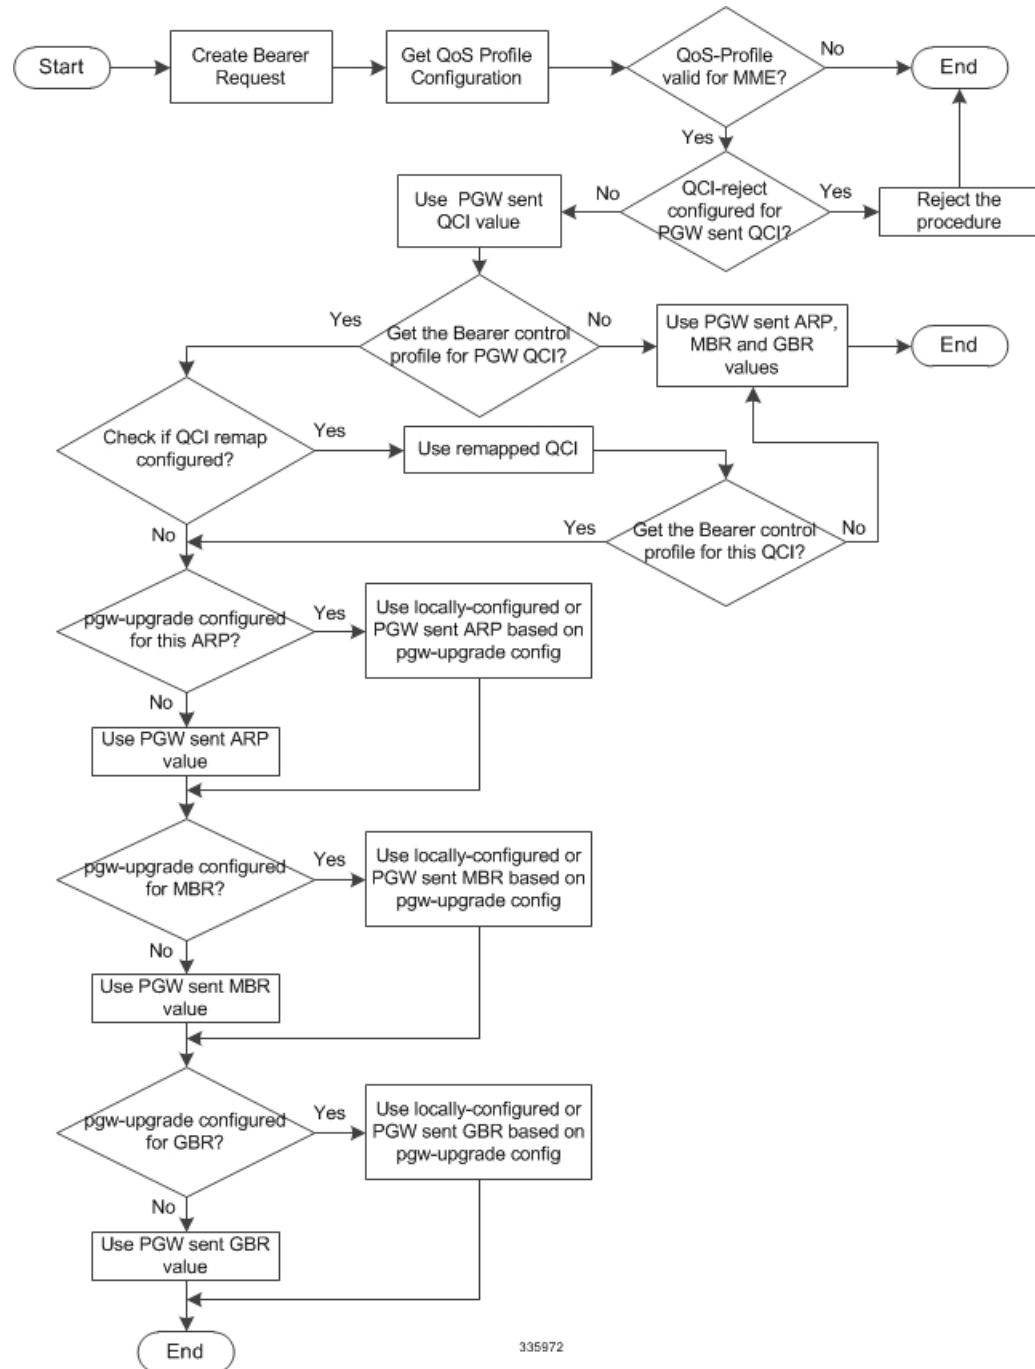 Start
Create Bearer
Request
Get QoS Profile
Configuration
QoS-Profile
valid for MME?
No
End
Yes
Use PGW sent
QCI value
No
QCI-reject
configured for
PGW sent QCI?
Yes
Reject the
procedure
Yes
Get the Bearer control
profile for PGW QCI?
No
Use PGW sent ARP,
MBR and GBR
values
End
Check if QCI remap
configured?
Yes
Use remapped QCI
No
Yes
Get the Bearer control
profile for this QCI?
No
pgw-upgrade configured
for this ARP?
Yes
Use locally-configured or
PGW sent ARP based on
pgw-upgrade config
No
Use PGW sent ARP
value
pgw-upgrade configured
for MBR?
Yes
Use locally-configured or
PGW sent MBR based on
pgw-upgrade config
No
Use PGW sent MBR
value
pgw-upgrade configured
for GBR?
Yes
Use locally-configured or
PGW sent GBR based on
pgw-upgrade config
No
Use PGW sent GBR
value
End
335972